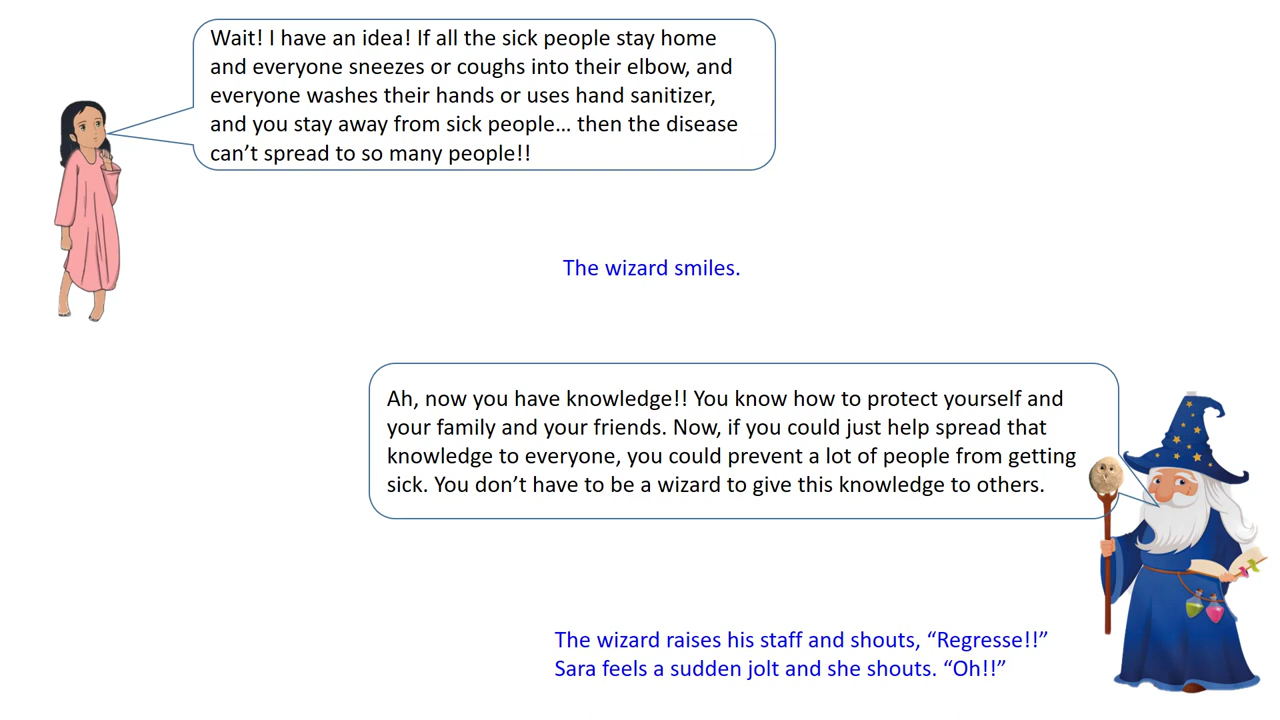 Wait! I have an idea! If all the sick people stay home
and everyone sneezes or coughs into their elbow, and
everyone washes their hands or uses hand sanitizer,
and you stay away from sick people… then the disease
can’t spread to so many people!!
The wizard smiles.
Ah, now you have knowledge!! You know how to protect yourself and
your family and your friends. Now, if you could just help spread that
knowledge to everyone, you could prevent a lot of people from getting
sick. You don’t have to be a wizard to give this knowledge to others.
The wizard raises his staff and shouts, “Regresse!!”
Sara feels a sudden jolt and she shouts. “Oh!!”